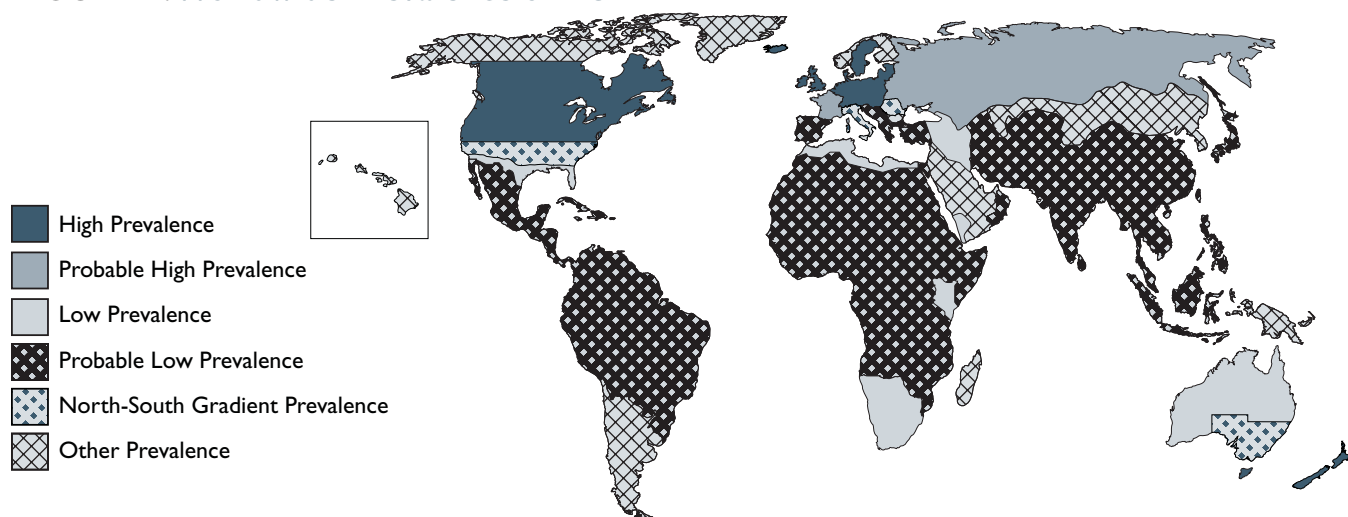 High Prevalence
Probable High Prevalence
Low Prevalence
Probable Low Prevalence
North-South Gradient Prevalence
Other Prevalence